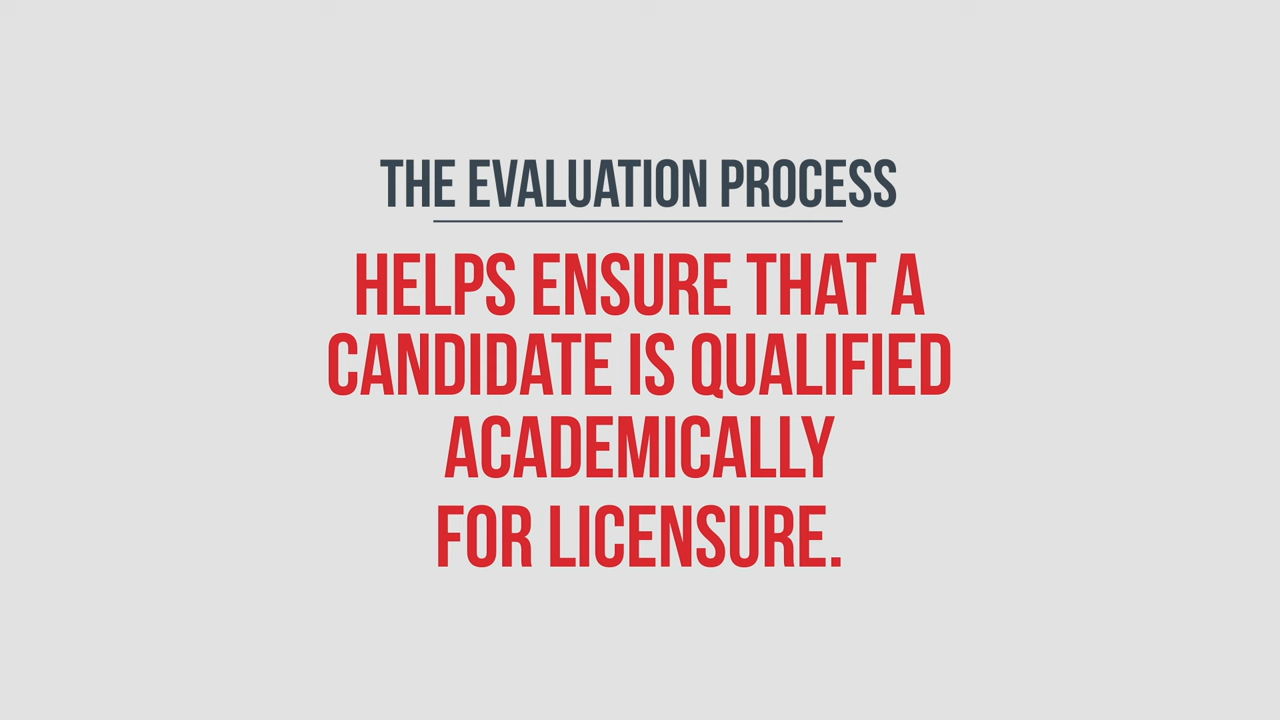 THE EVALUATION PROCESS
HELPS ENSURE THAT A
CANDIDATE IS QUALIFIED
ACADEMICALLY
FOR LICENSURE.